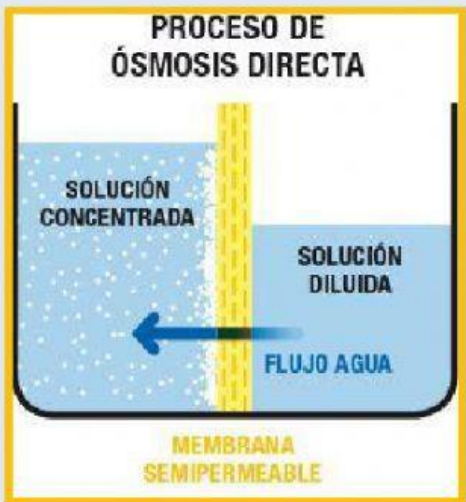 PROCESO DE
ÓSMOSIS DIRECTA
SOLUCIÓN
CONCENTRADA
SOLUCIÓN
DILUIDA
FLUJO AGUA
MEMBRANA
SEMIPERMEABLE